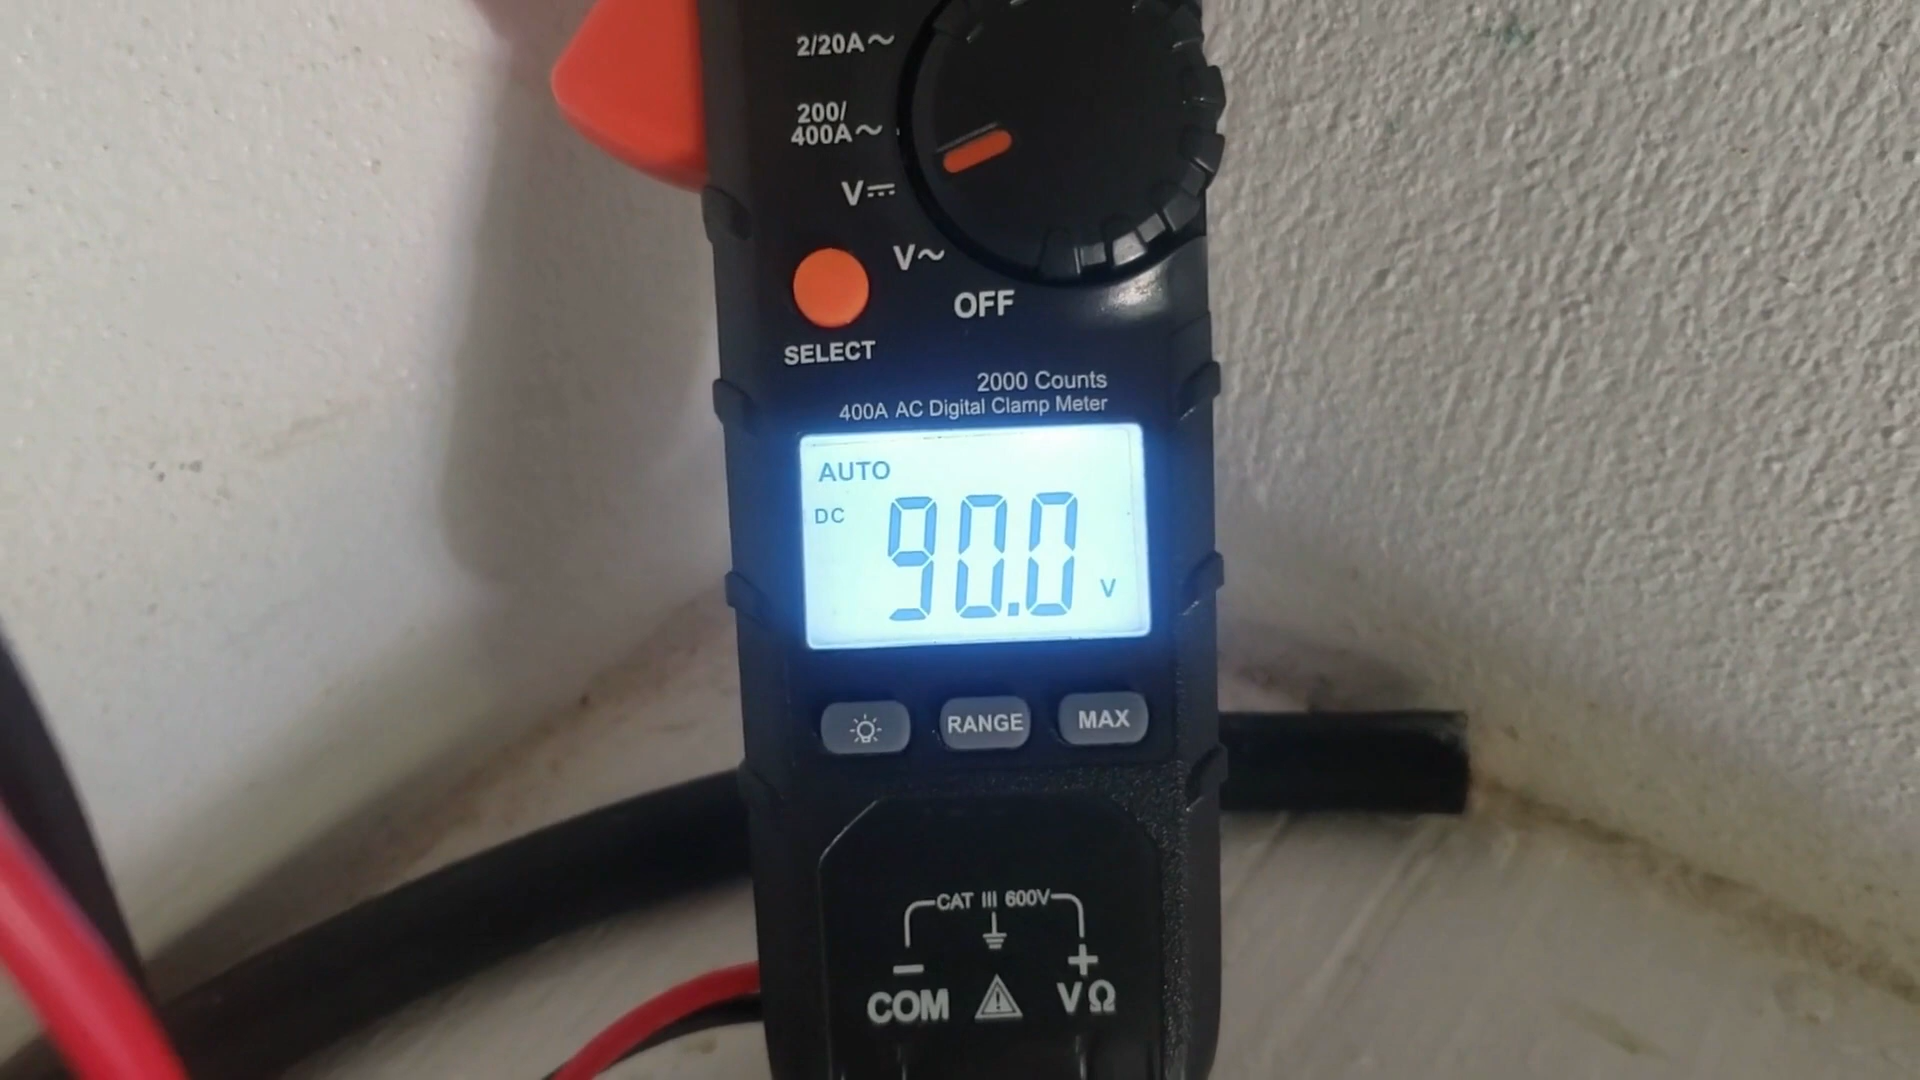 2/20A～
200/
400A～
V⎓
V～
OFF
SELECT
2000 Counts
400A AC Digital Clamp Meter
AUTO
DC
90.0
V
RANGE
MAX
CAT III 600V
− +
COM
VΩ